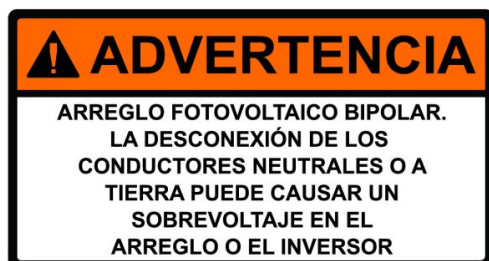 ADVERTENCIA
ARREGLO FOTOVOLTAICO BIPOLAR.
LA DESCONEXIÓN DE LOS
CONDUCTORES NEUTRALES O A
TIERRA PUEDE CAUSAR UN
SOBREVOLTAJE EN EL
ARREGLO O EL INVERSOR